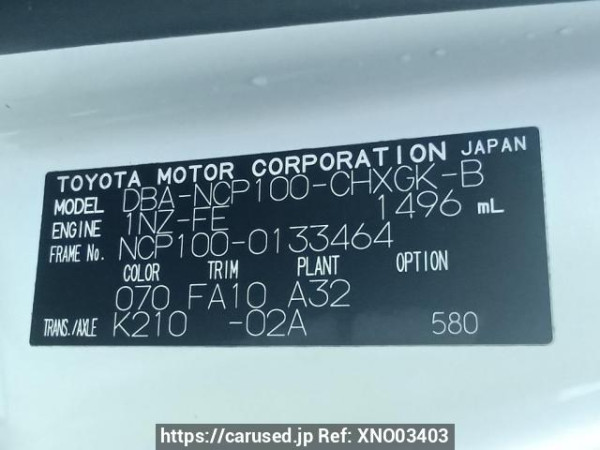 TOYOTA MOTOR CORPORATION JAPAN
MODEL DBA-NCP100-CHXGK-B
ENGINE 1NZ-FE 1496 mL
FRAME No. NCP100-0133464
COLOR TRIM PLANT OPTION
070 FA10 A32
TRANS./AXLE K210 -02A 580
https://carused.jp Ref: XNO03403